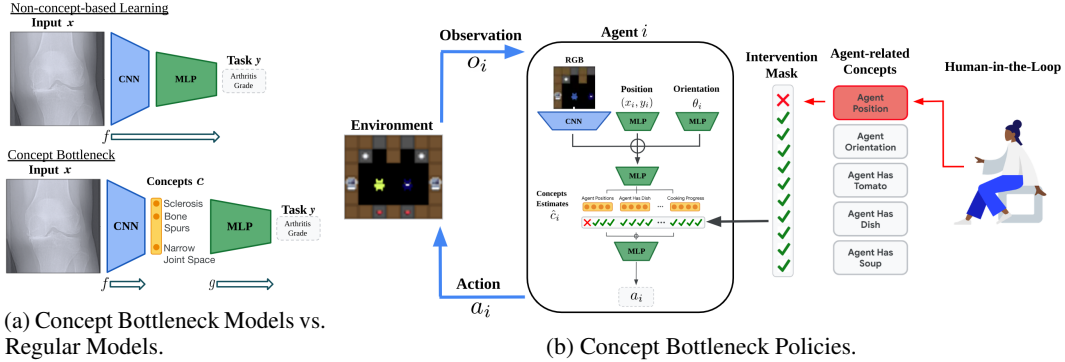 Non-concept-based Learning
Input x
CNN
MLP
Task y
Arthritis
Grade
f
Concept Bottleneck
Input x
Concepts C
CNN
Sclerosis
Bone
Spurs
Narrow
Joint Space
MLP
Task y
Arthritis
Grade
f
g
(a) Concept Bottleneck Models vs.
Regular Models.
Observation
o_i
Environment
Action
a_i
Agent i
RGB
Position
(x_i, y_i)
Orientation
θ_i
CNN
MLP
MLP
MLP
Concepts
Estimates
ĉ_i
Agent Positions
Agent Has Dish
...
Cooking Progress
...
ϕ
MLP
a_i
Intervention
Mask
Agent-related
Concepts
Human-in-the-Loop
Agent
Position
Agent
Orientation
Agent Has
Tomato
Agent Has
Dish
Agent Has
Soup
(b) Concept Bottleneck Policies.